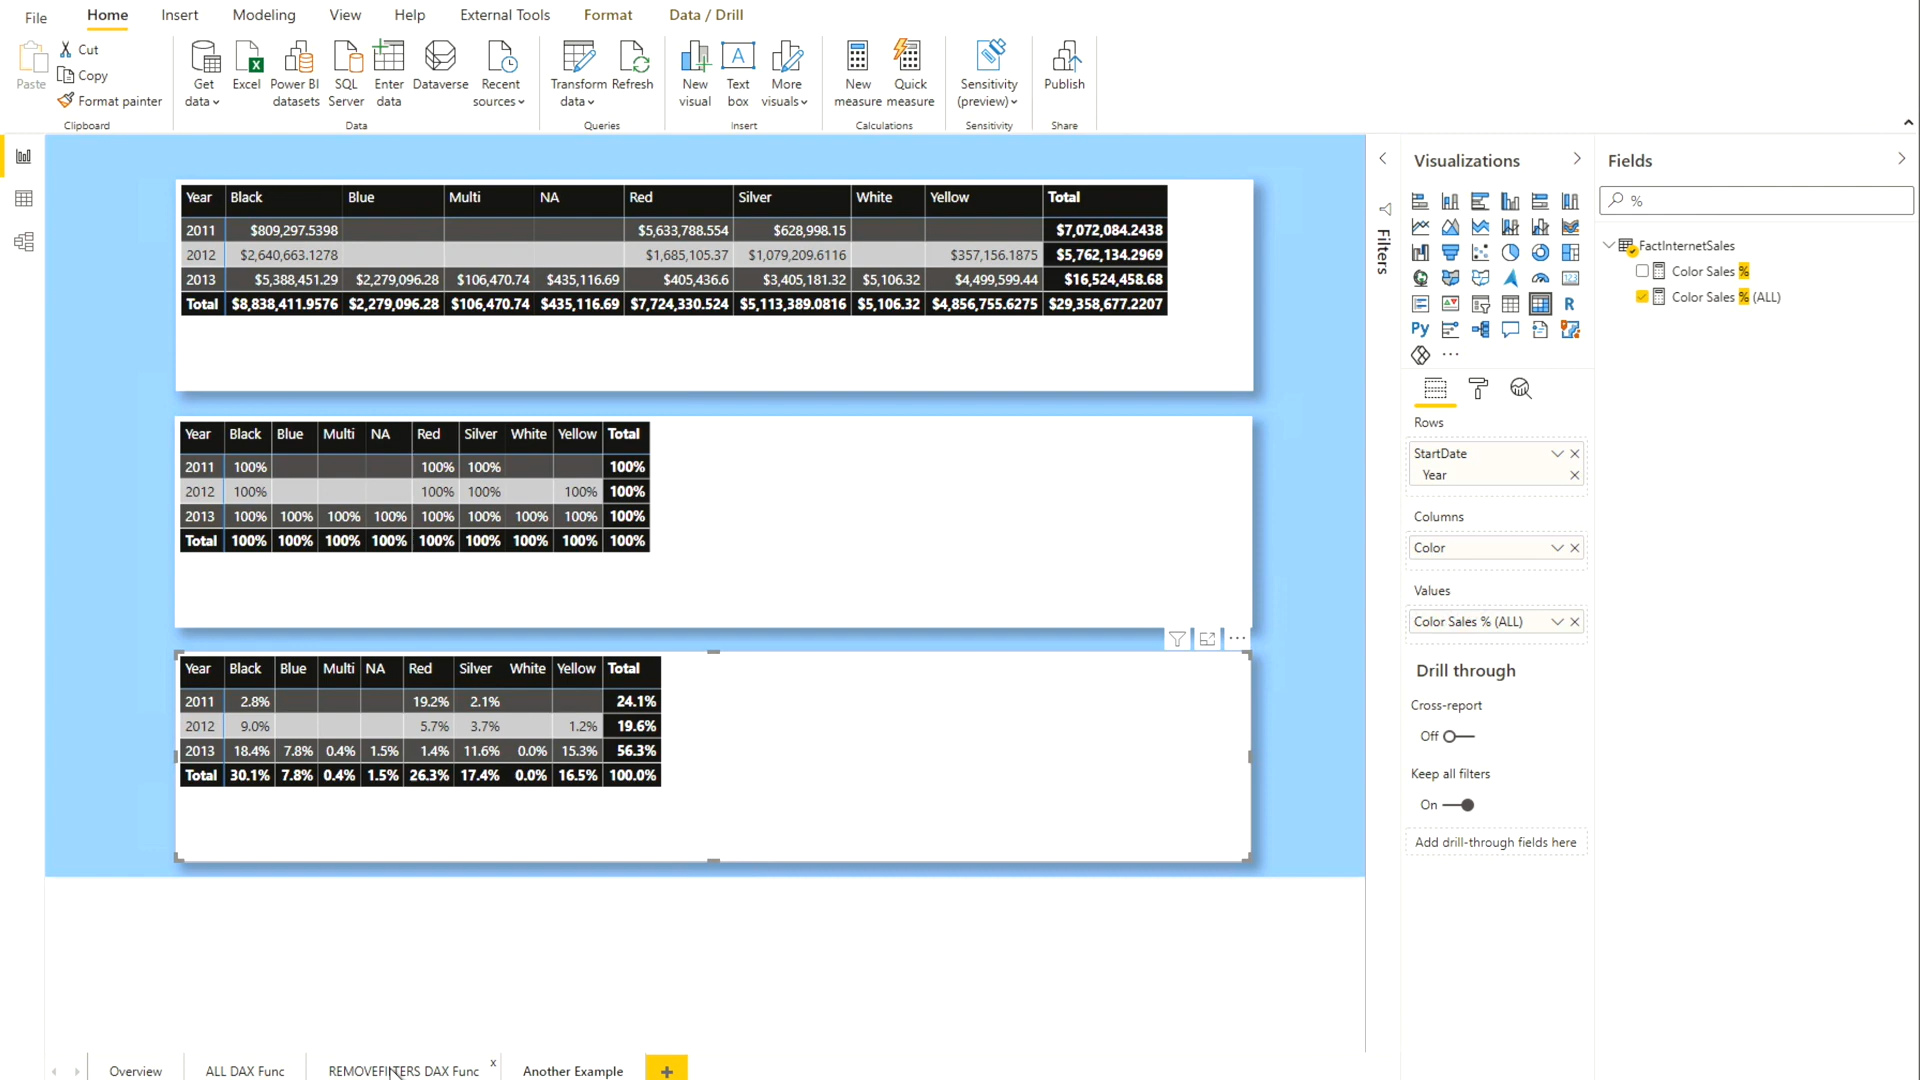 File Home Insert Modeling View Help External Tools Format Data / Drill
Paste Cut Copy Format painter
Get data Excel Power BI datasets SQL Server Enter data Dataverse Recent sources
Transform data Refresh
New visual Text box More visuals
New measure Quick measure
Sensitivity (preview)
Publish
Clipboard Data Queries Insert Calculations Sensitivity Share
Year Black Blue Multi NA Red Silver White Yellow Total
2011 $809,297.5398 $5,633,788.554 $628,998.15 $7,072,084.2438
2012 $2,640,663.1278 $1,685,105.37 $1,079,209.6116 $357,156.1875 $5,762,134.2969
2013 $5,388,451.29 $2,279,096.28 $106,470.74 $435,116.69 $405,436.6 $3,405,181.32 $5,106.32 $4,499,599.44 $16,524,458.68
Total $8,838,411.9576 $2,279,096.28 $106,470.74 $435,116.69 $7,724,330.524 $5,113,389.0816 $5,106.32 $4,856,755.6275 $29,358,677.2207
Year Black Blue Multi NA Red Silver White Yellow Total
2011 100% 100% 100% 100%
2012 100% 100% 100% 100% 100%
2013 100% 100% 100% 100% 100% 100% 100% 100% 100%
Total 100% 100% 100% 100% 100% 100% 100% 100% 100%
Year Black Blue Multi NA Red Silver White Yellow Total
2011 2.8% 19.2% 2.1% 24.1%
2012 9.0% 5.7% 3.7% 1.2% 19.6%
2013 18.4% 7.8% 0.4% 1.5% 1.4% 11.6% 0.0% 15.3% 56.3%
Total 30.1% 7.8% 0.4% 1.5% 26.3% 17.4% 0.0% 16.5% 100.0%
Filters
Visualizations
123
R
Py
Rows
StartDate
Year
Columns
Color
Values
Color Sales % (ALL)
Drill through
Cross-report
Off
Keep all filters
On
Add drill-through fields here
Fields
%
FactInternetSales
Color Sales %
Color Sales % (ALL)
Overview ALL DAX Func REMOVEFILTERS DAX Func x Another Example +